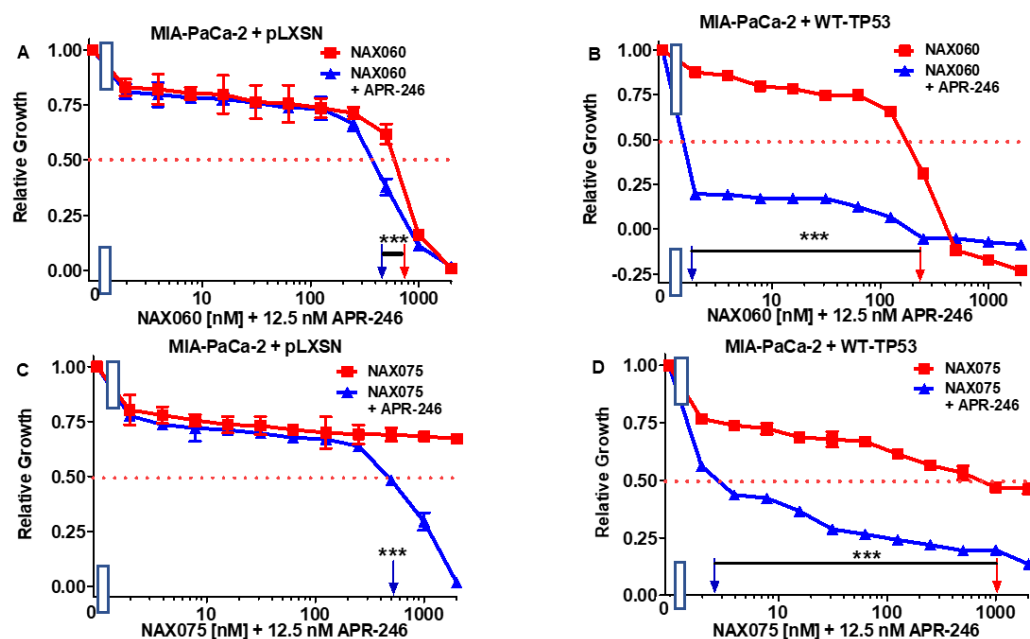 A
MIA-PaCa-2 + pLXSN
NAX060
NAX060
+ APR-246
Relative Growth
1.00
0.75
0.50
0.25
0.00
***
0 10 100 1000
NAX060 [nM] + 12.5 nM APR-246
B
MIA-PaCa-2 + WT-TP53
NAX060
NAX060
+ APR-246
Relative Growth
1.00
0.75
0.50
0.25
0.00
-0.25
***
0 10 100 1000
NAX060 [nM] + 12.5 nM APR-246
C
MIA-PaCa-2 + pLXSN
NAX075
NAX075
+ APR-246
Relative Growth
1.00
0.75
0.50
0.25
0.00
***
0 10 100 1000
NAX075 [nM] + 12.5 nM APR-246
D
MIA-PaCa-2 + WT-TP53
NAX075
NAX075
+ APR-246
Relative Growth
1.00
0.75
0.50
0.25
0.00
***
0 10 100 1000
NAX075 [nM] + 12.5 nM APR-246